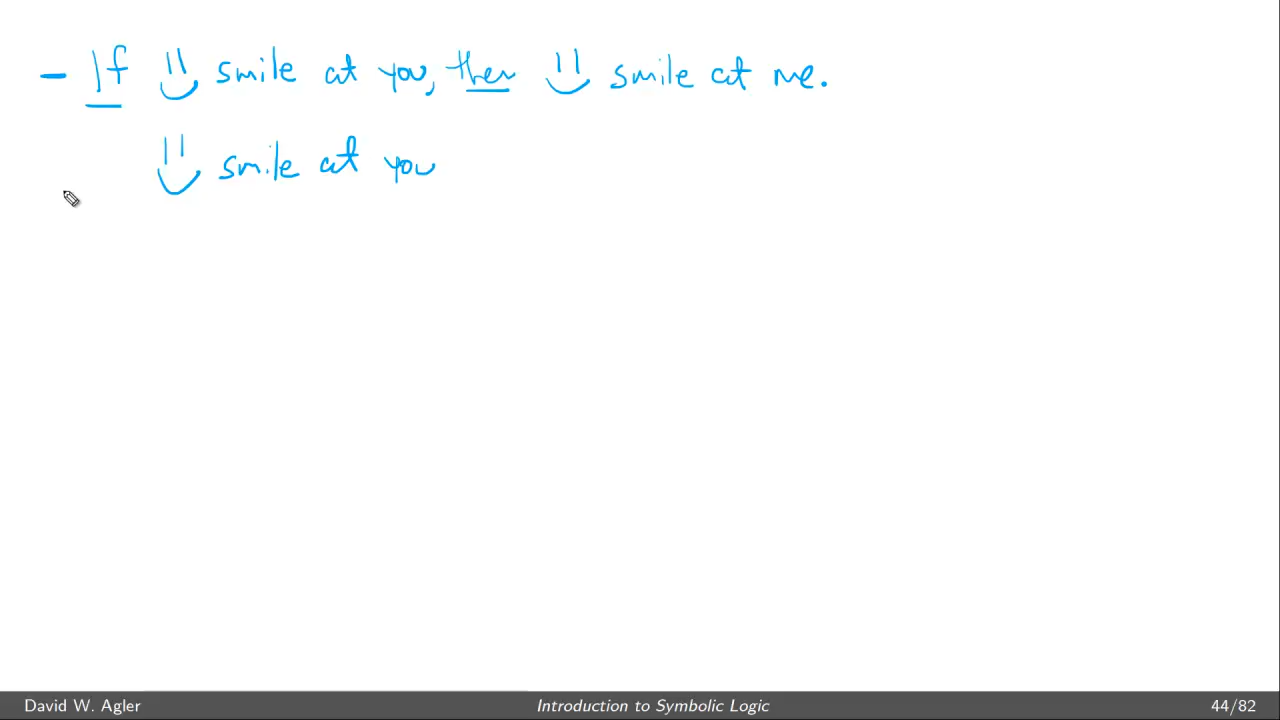 - If smile at you, then smile at me.
smile at you
David W. Agler Introduction to Symbolic Logic 44/82